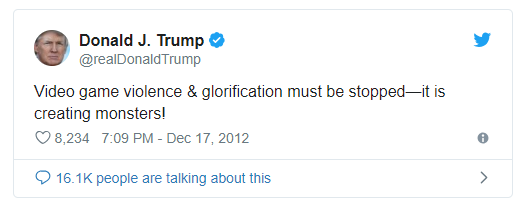 Donald J. Trump
@realDonaldTrump
Video game violence & glorification must be stopped—it is
creating monsters!
8,234 7:09 PM - Dec 17, 2012
16.1K people are talking about this